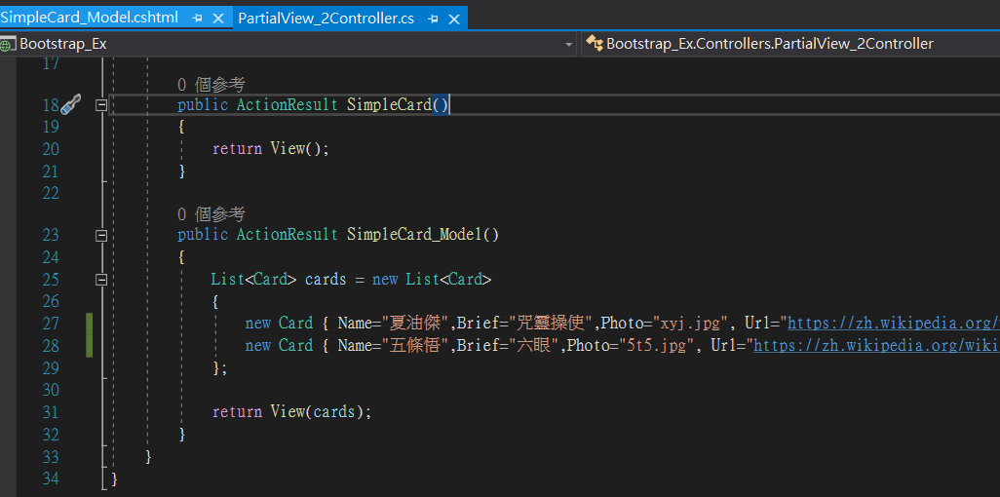 SimpleCard_Model.cshtml PartialView_2Controller.cs
Bootstrap_Ex Bootstrap_Ex.Controllers.PartialView_2Controller
17
0 個參考
18 public ActionResult SimpleCard()
19 {
20 return View();
21 }
22
0 個參考
23 public ActionResult SimpleCard_Model()
24 {
25 List<Card> cards = new List<Card>
26 {
27 new Card { Name="夏油傑",Brief="咒靈操使",Photo="xyj.jpg", Url="https://zh.wikipedia.org/
28 new Card { Name="五條悟",Brief="六眼",Photo="5t5.jpg", Url="https://zh.wikipedia.org/wiki
29 };
30
31 return View(cards);
32 }
33 }
34 }